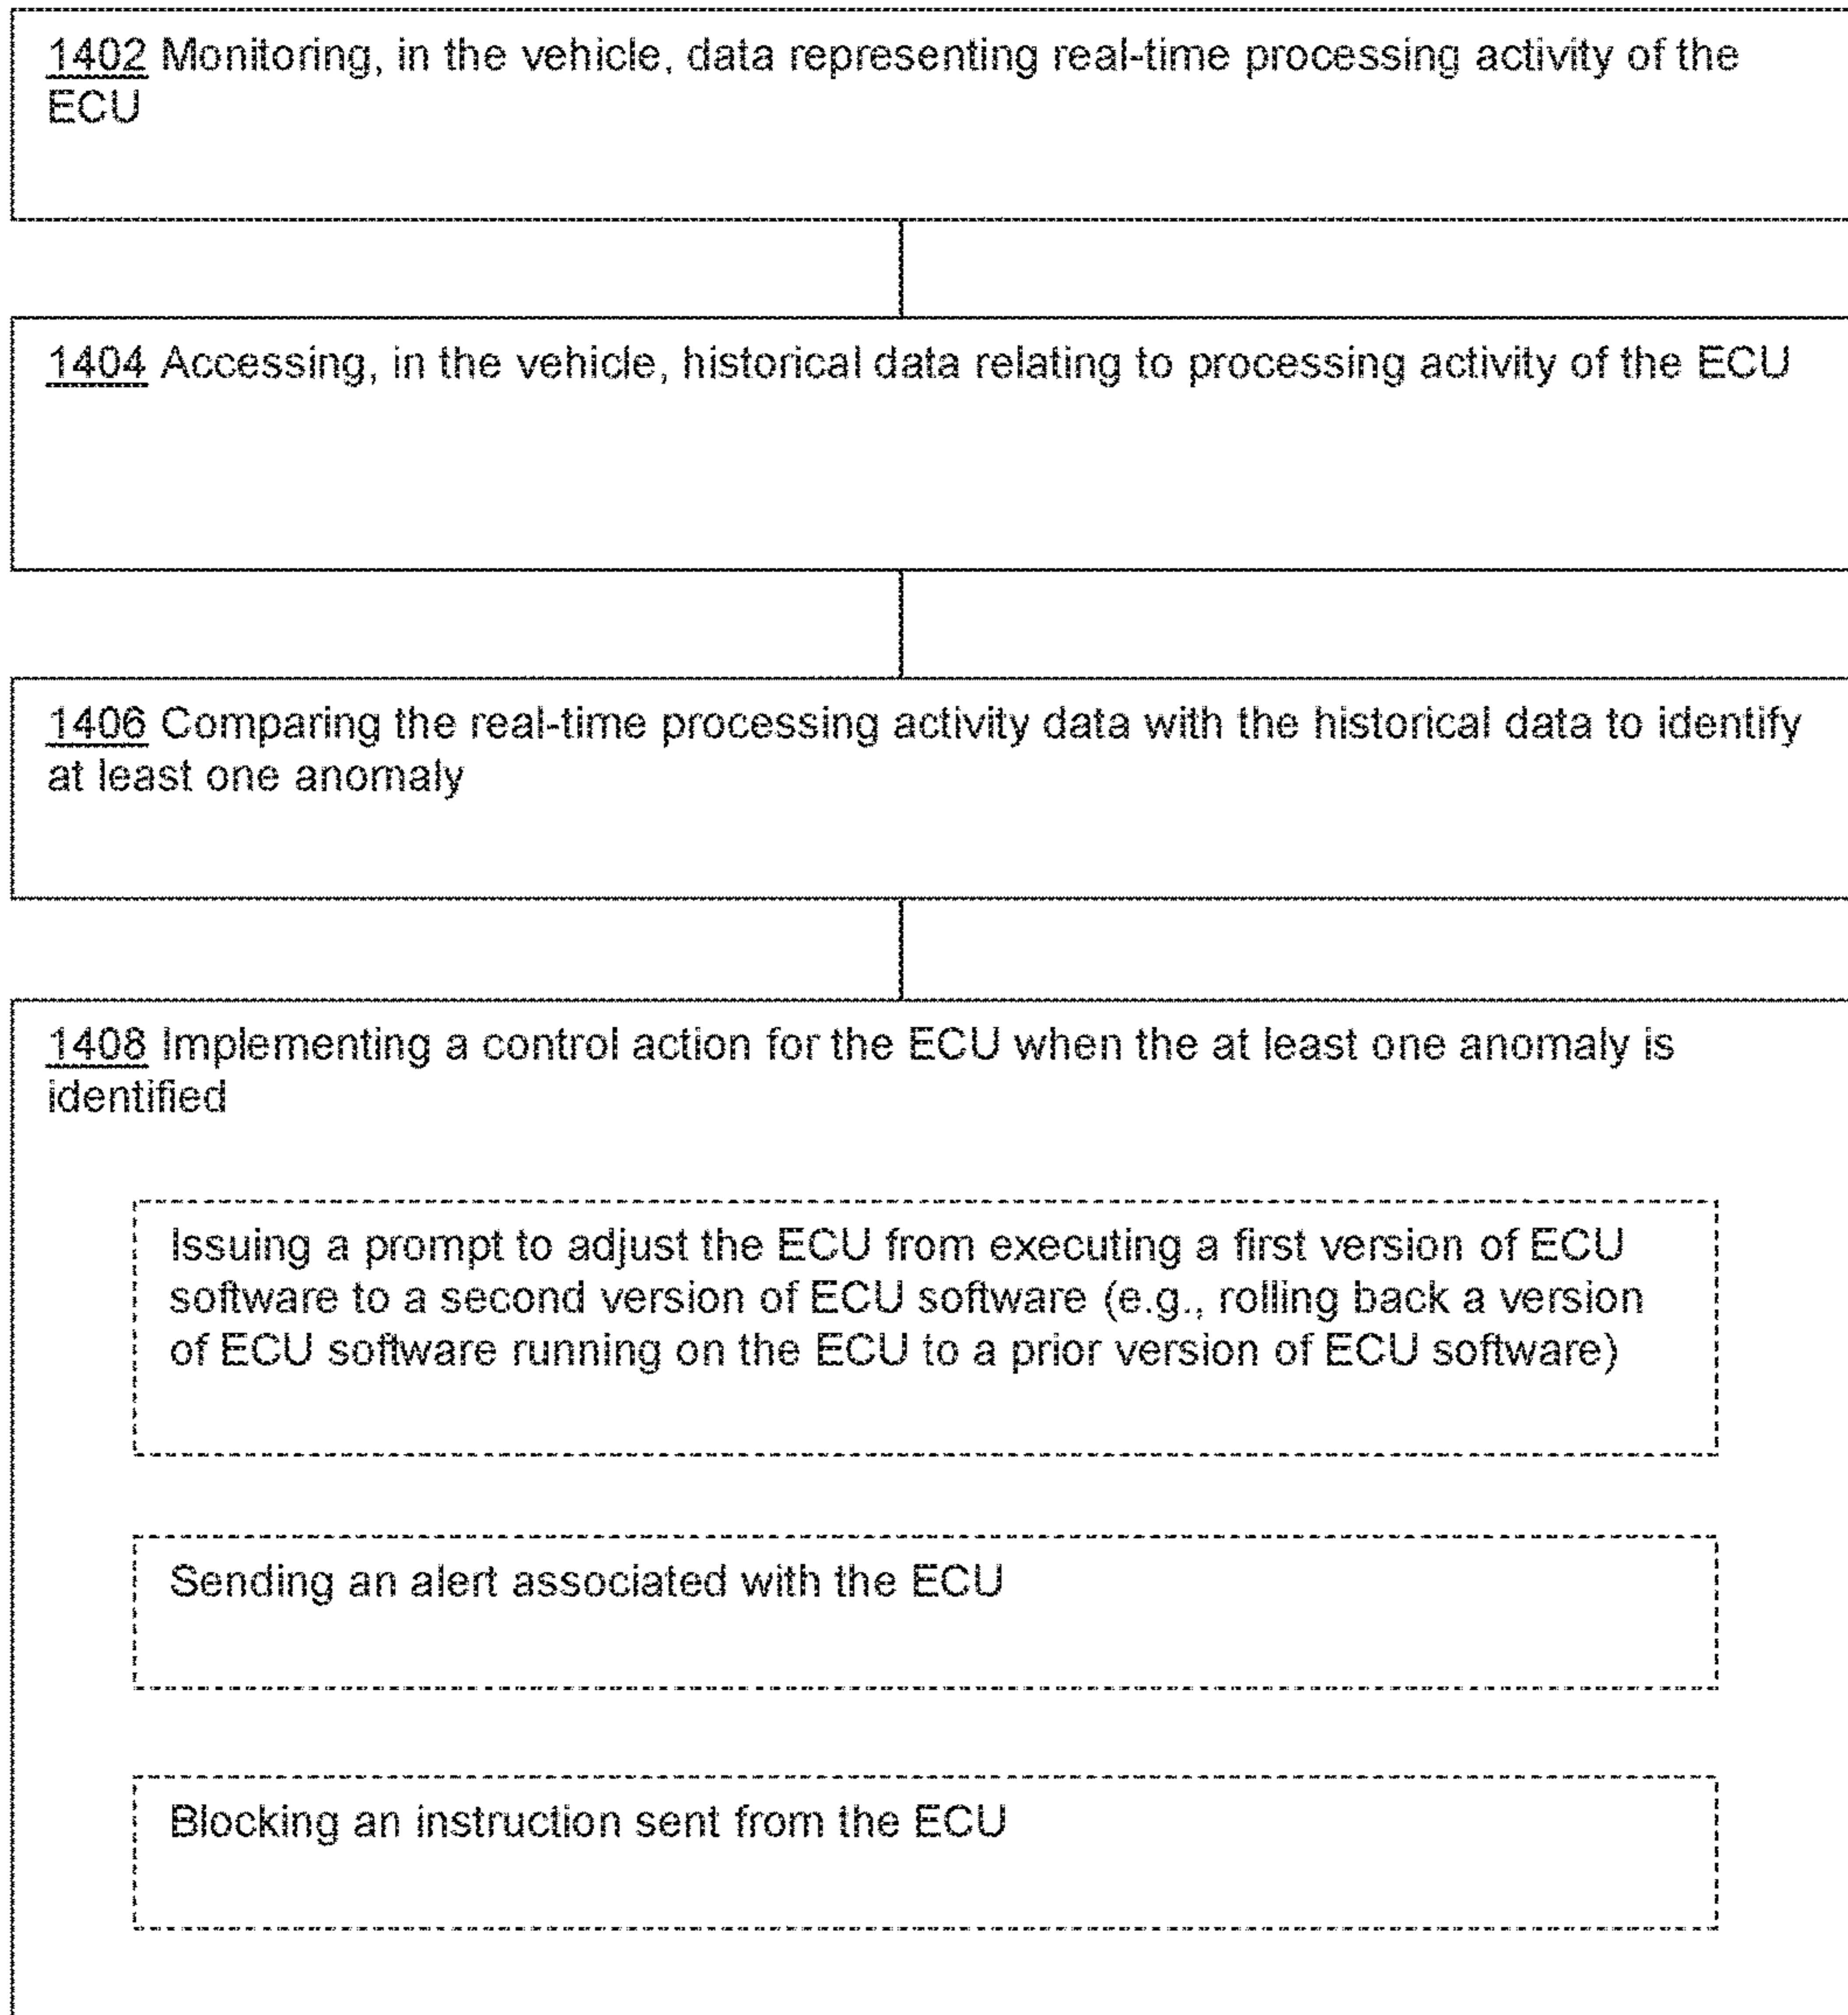 1402 Monitoring, in the vehicle, data representing real-time processing activity of the
ECU
1404 Accessing, in the vehicle, historical data relating to processing activity of the ECU
1406 Comparing the real-time processing activity data with the historical data to identify
at least one anomaly
1408 Implementing a control action for the ECU when the at least one anomaly is
identified
Issuing a prompt to adjust the ECU from executing a first version of ECU
software to a second version of ECU software (e.g., rolling back a version
of ECU software running on the ECU to a prior version of ECU software)
Sending an alert associated with the ECU
Blocking an instruction sent from the ECU